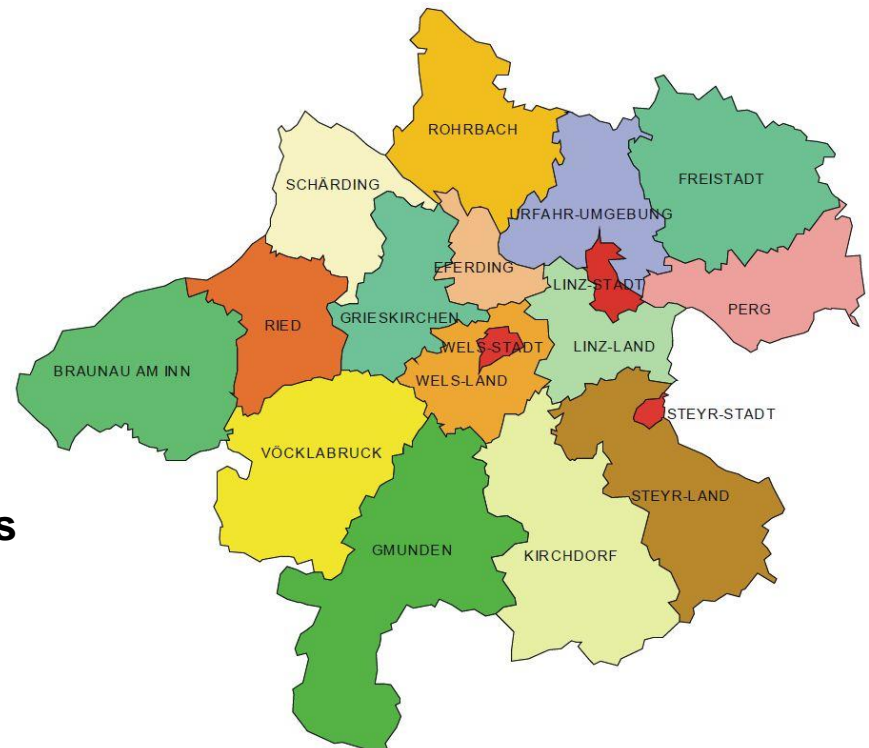 ROHRBACH
FREISTADT
SCHÄRDING
URFAHR-UMGEBUNG
EFERDING
LINZ-STADT
PERG
GRIESKIRCHEN
RIED
WELS-STADT
LINZ-LAND
BRAUNAU AM INN
WELS-LAND
STEYR-STADT
VÖCKLABRUCK
STEYR-LAND
s
GMUNDEN
KIRCHDORF